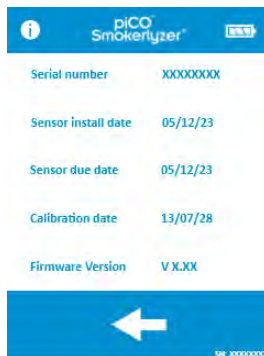 i
piCO
Smokerlyzer®
Serial number XXXXXXXX
Sensor install date 05/12/23
Sensor due date 05/12/23
Calibration date 13/07/28
Firmware Version V X.XX